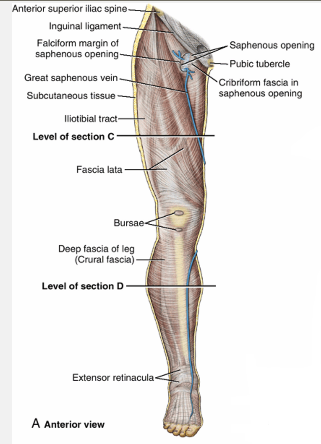 Anterior superior iliac spine
Inguinal ligament
Falciform margin of
saphenous opening
Great saphenous vein
Subcutaneous tissue
Iliotibial tract
Level of section C
Fascia lata
Bursae
Deep fascia of leg
(Crural fascia)
Level of section D
Extensor retinacula
Saphenous opening
Pubic tubercle
Cribriform fascia in
saphenous opening
A Anterior view